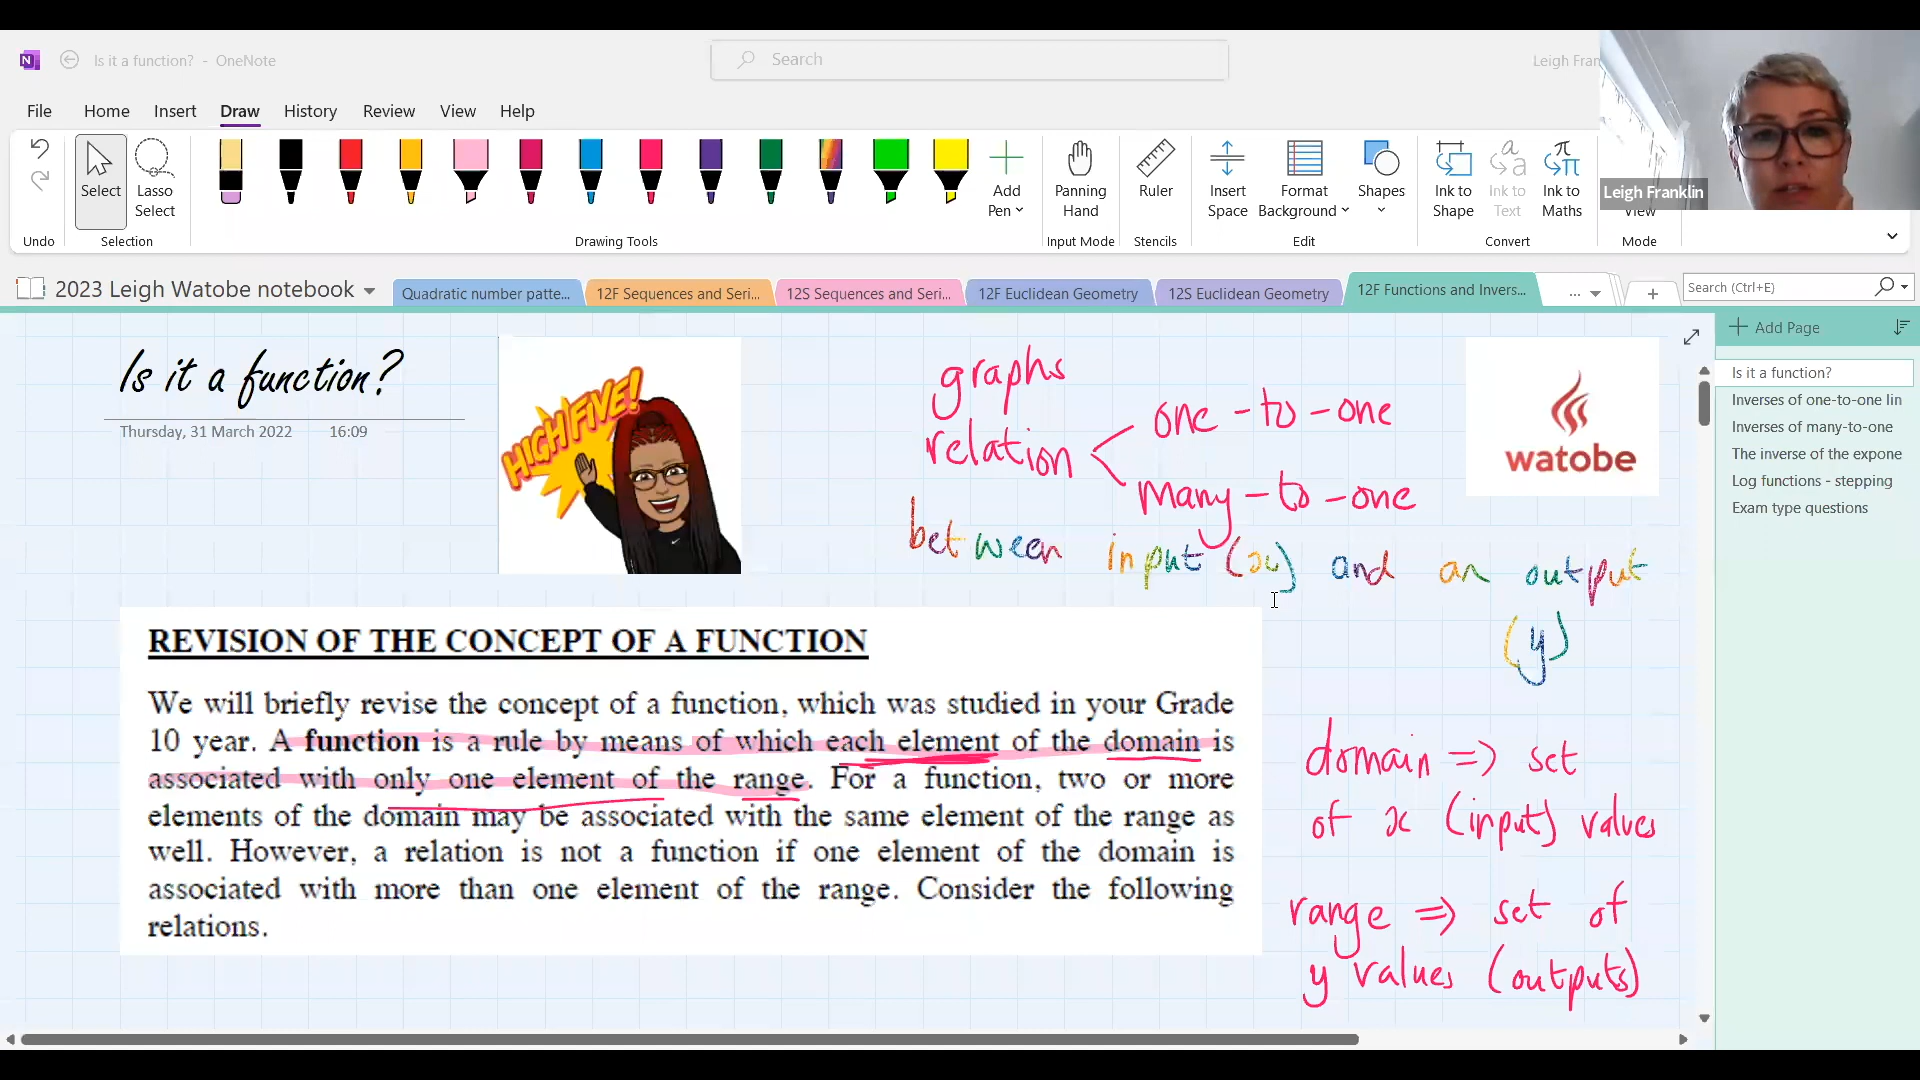 Is it a function? - OneNote
Search
Leigh Fran
File Home Insert Draw History Review View Help
Select
Lasso Select
Add Pen
Panning Hand
Ruler
Insert Space
Format Background
Shapes
Ink to Shape
Ink to Text
Ink to Maths
Leigh Franklin
View
Undo Selection Drawing Tools Input Mode Stencils Edit Convert Mode
2023 Leigh Watobe notebook
Quadratic number patte...
12F Sequences and Seri...
12S Sequences and Seri...
12F Euclidean Geometry
12S Euclidean Geometry
12F Functions and Invers...
...
Search (Ctrl+E)
Add Page
Is it a function?
Inverses of one-to-one lin
Inverses of many-to-one
The inverse of the expone
Log functions - stepping
Exam type questions
Is it a function?
Thursday, 31 March 2022 16:09
HIGH FIVE!
graphs
relation
one-to-one
many-to-one
between input (x) and an output
(y)
watobe
REVISION OF THE CONCEPT OF A FUNCTION
We will briefly revise the concept of a function, which was studied in your Grade
10 year. A function is a rule by means of which each element of the domain is
associated with only one element of the range. For a function, two or more
elements of the domain may be associated with the same element of the range as
well. However, a relation is not a function if one element of the domain is
associated with more than one element of the range. Consider the following
relations.
domain => set
of x (input) values
range => set of
y values (outputs)